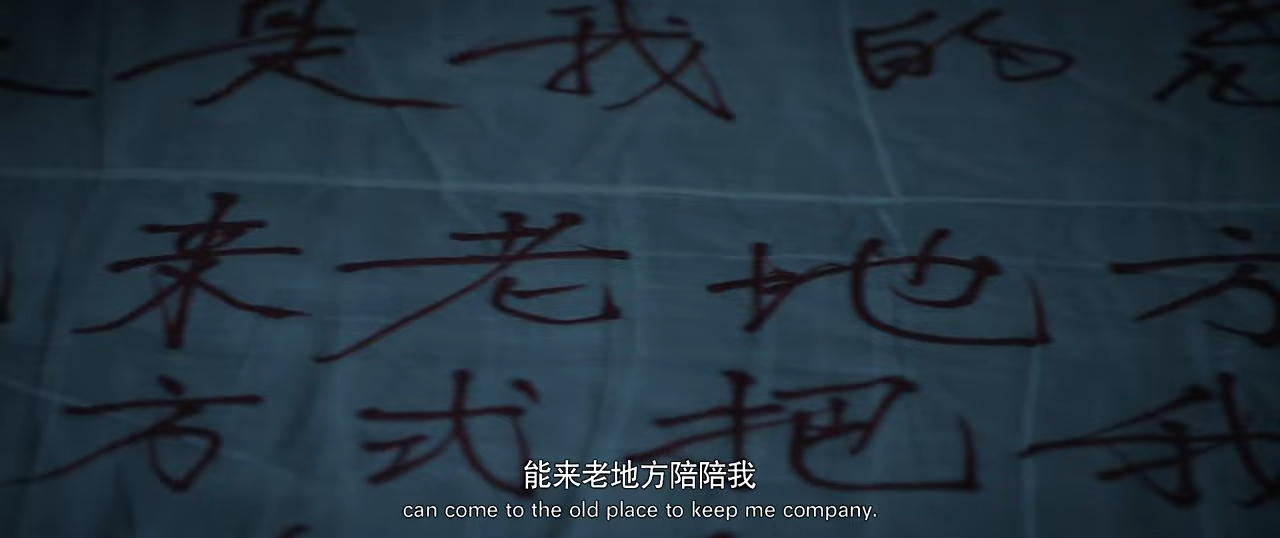 是我的
来老地方
方式把我
能来老地方陪陪我
can come to the old place to keep me company.